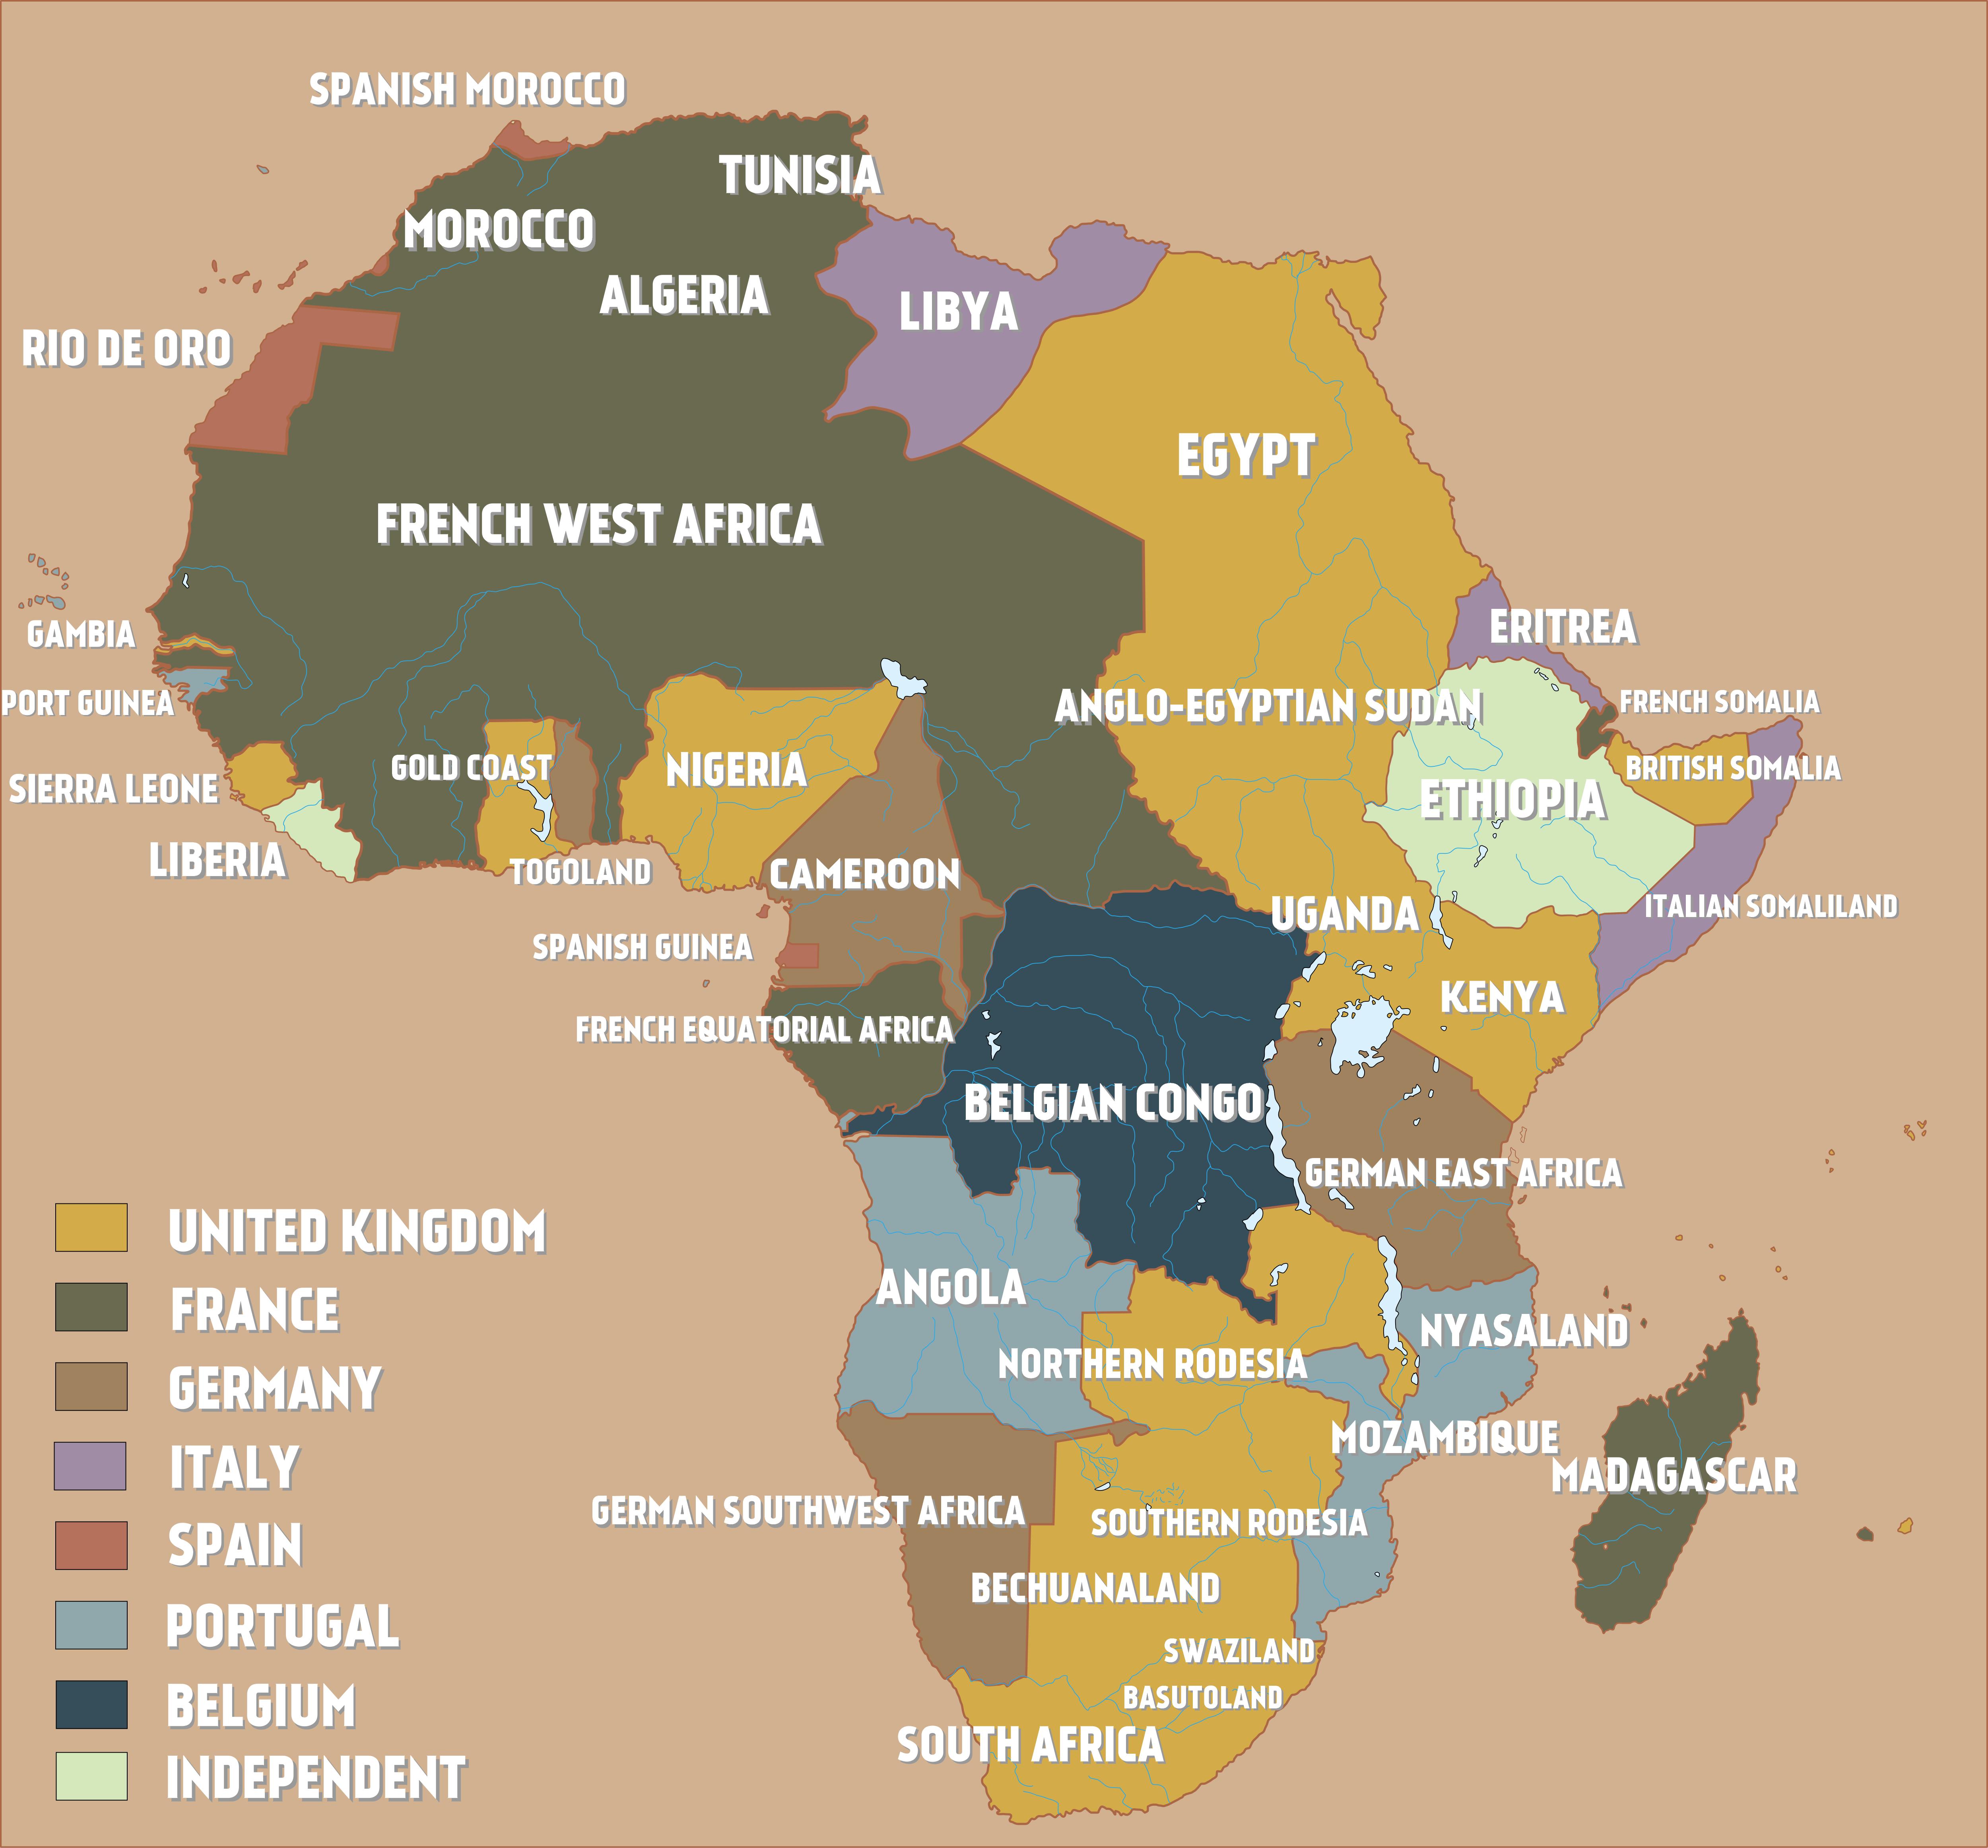 SPANISH MOROCCO
TUNISIA
MOROCCO
ALGERIA
LIBYA
RIO DE ORO
EGYPT
FRENCH WEST AFRICA
ERITREA
GAMBIA
PORT GUINEA
ANGLO-EGYPTIAN SUDAN
FRENCH SOMALIA
GOLD COAST
NIGERIA
BRITISH SOMALIA
SIERRA LEONE
ETHIOPIA
LIBERIA
TOGOLAND
CAMEROON
UGANDA
ITALIAN SOMALILAND
SPANISH GUINEA
KENYA
FRENCH EQUATORIAL AFRICA
BELGIAN CONGO
GERMAN EAST AFRICA
ANGOLA
NYASALAND
NORTHERN RODESIA
MOZAMBIQUE
MADAGASCAR
GERMAN SOUTHWEST AFRICA
SOUTHERN RODESIA
BECHUANALAND
SWAZILAND
BASUTOLAND
SOUTH AFRICA
UNITED KINGDOM
FRANCE
GERMANY
ITALY
SPAIN
PORTUGAL
BELGIUM
INDEPENDENT